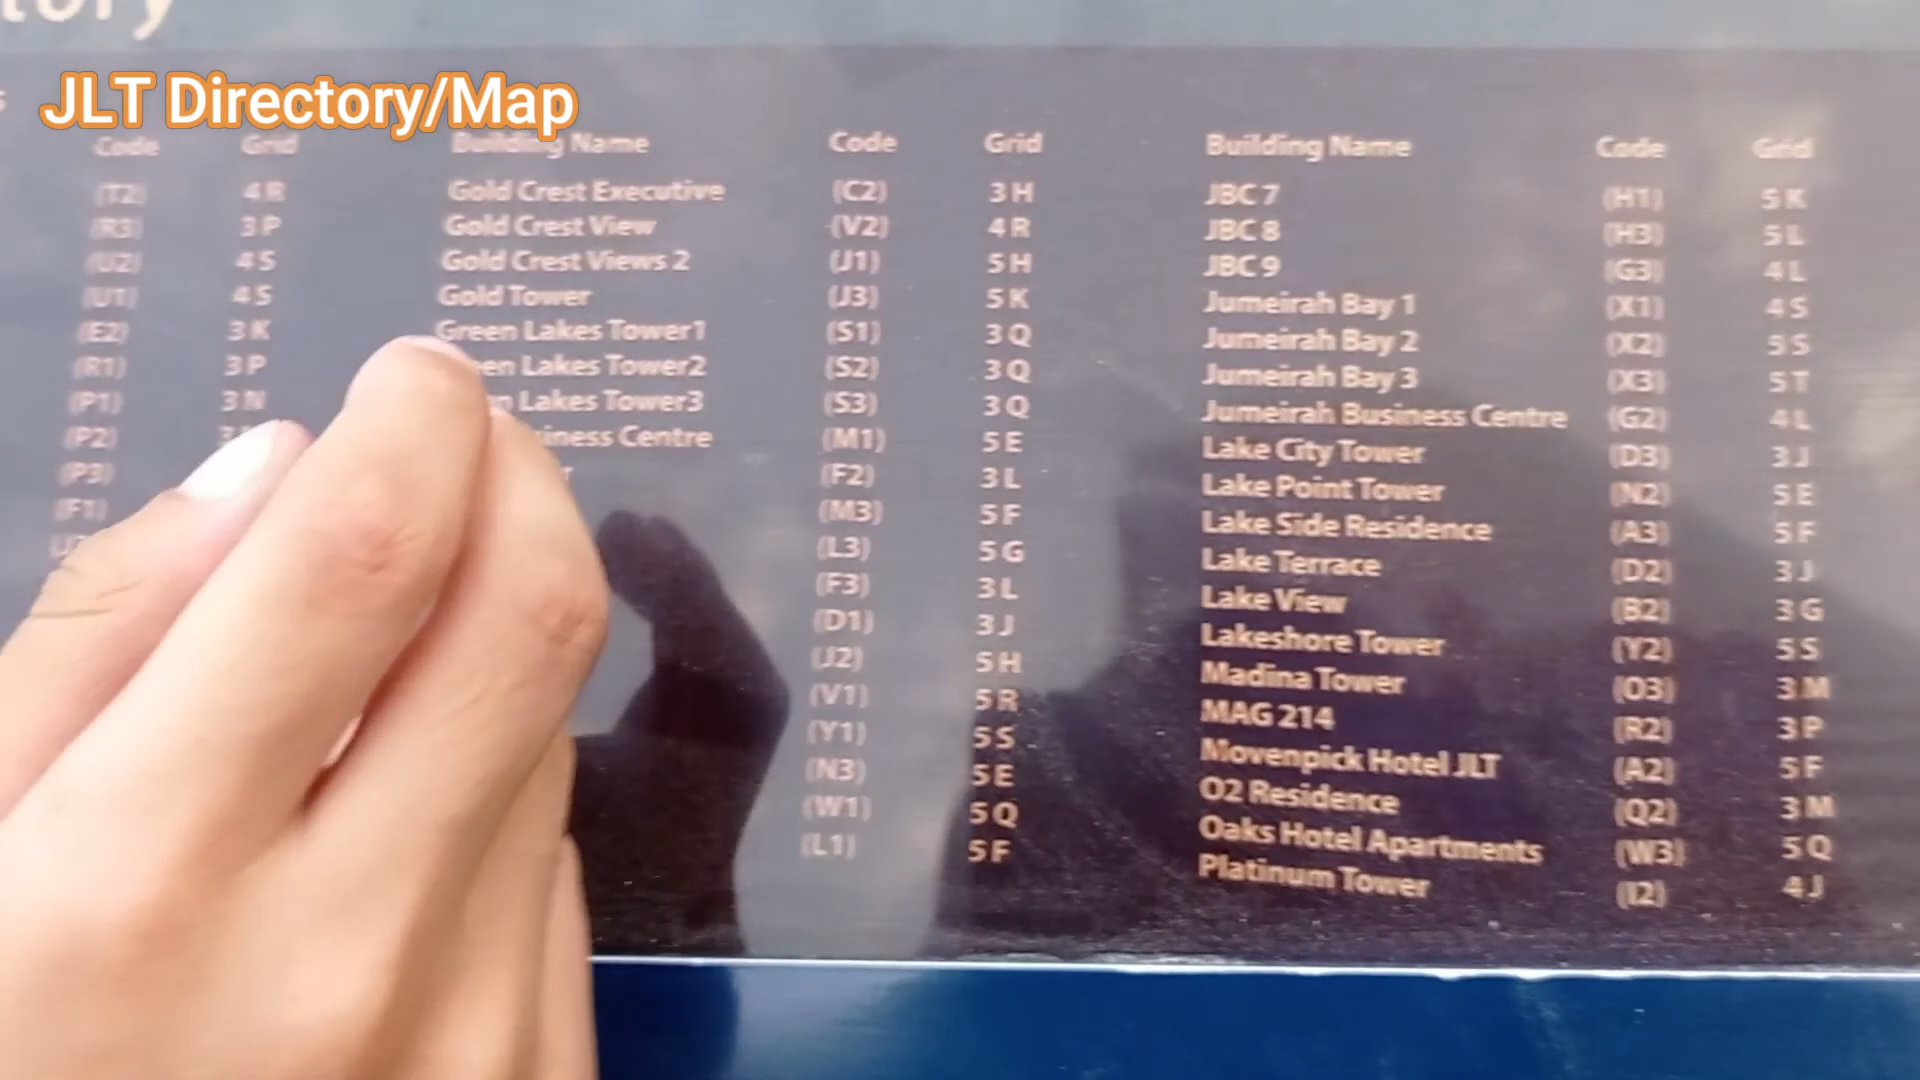 tory
JLT Directory/Map
Code Grid Building Name Code Grid Building Name Code Grid
(T2) 4 R Gold Crest Executive (C2) 3 H JBC 7 (H1) 5 K
(R3) 3 P Gold Crest View (V2) 4 R JBC 8 (H3) 5 L
(U2) 4 S Gold Crest Views 2 (J1) 5 H JBC 9 (G3) 4 L
(U1) 4 S Gold Tower (J3) 5 K Jumeirah Bay 1 (X1) 4 S
(E2) 3 K Green Lakes Tower1 (S1) 3 Q Jumeirah Bay 2 (X2) 5 S
(R1) 3 P Lakes Tower2 (S2) 3 Q Jumeirah Bay 3 (X3) 5 T
(P1) 3 N Lakes Tower3 (S3) 3 Q Jumeirah Business Centre (G2) 4 L
(P2) 3 Centre (M1) 5 E Lake City Tower (D3) 3 J
(P3) (F2) 3 L Lake Point Tower (N2) 5 E
(F1) (M3) 5 F Lake Side Residence (A3) 5 F
(L3) 5 G Lake Terrace (D2) 3 J
(F3) 3 L Lake View (B2) 3 G
(D1) 3 J Lakeshore Tower (Y2) 5 S
(J2) 5 H Madina Tower (O3) 3 M
(V1) 5 R MAG 214 (R2) 3 P
(Y1) 5 S Movenpick Hotel JLT (A2) 5 F
(N3) 5 E O2 Residence (Q2) 3 M
(W1) 5 Q Oaks Hotel Apartments (W3) 5 Q
(L1) 5 F Platinum Tower (I2) 4 J